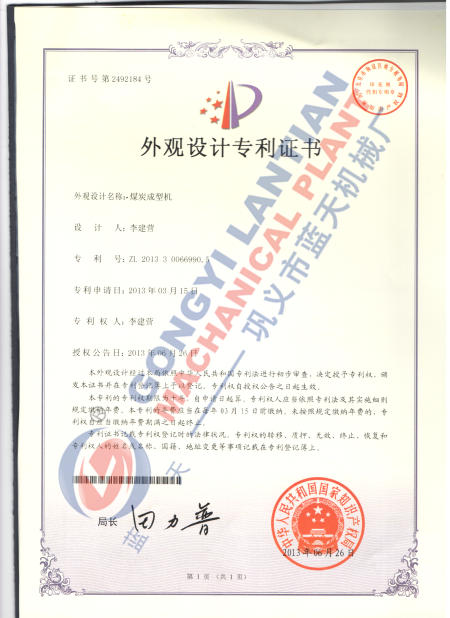 证书号第2492184号
外观设计专利证书
外观设计名称:煤炭成型机
设 计 人:李建营
专 利 号:ZL 2013 3 0066990.5
专利申请日:2013年03月15日
专 利 权 人:李建营
授权公告日:2013年06月26日
本外观设计经过本局依照中华人民共和国专利法进行初步审查,决定授予专利权,颁
发本证书并在专利登记簿上予以登记。专利权自授权公告之日起生效。
本专利的专利权期限为十年,自申请日起算。专利权人应当依照专利法及其实施细则
规定缴纳年费。本专利的年费应当在每年03月15日前缴纳。未按照规定缴纳年费的,专
利权自应当缴纳年费期满之日起终止。
专利证书记载专利权登记时的法律状况。专利权的转移、质押、无效、终止、恢复和
专利权人的姓名或名称、国籍、地址变更等事项记载在专利登记簿上。
局长
田力普
中华人民共和国国家知识产权局
2013年06月26日
第1页(共1页)
GONGYI LANTIAN
MACHANICAL PLANT
——巩义市蓝天机械厂
蓝天